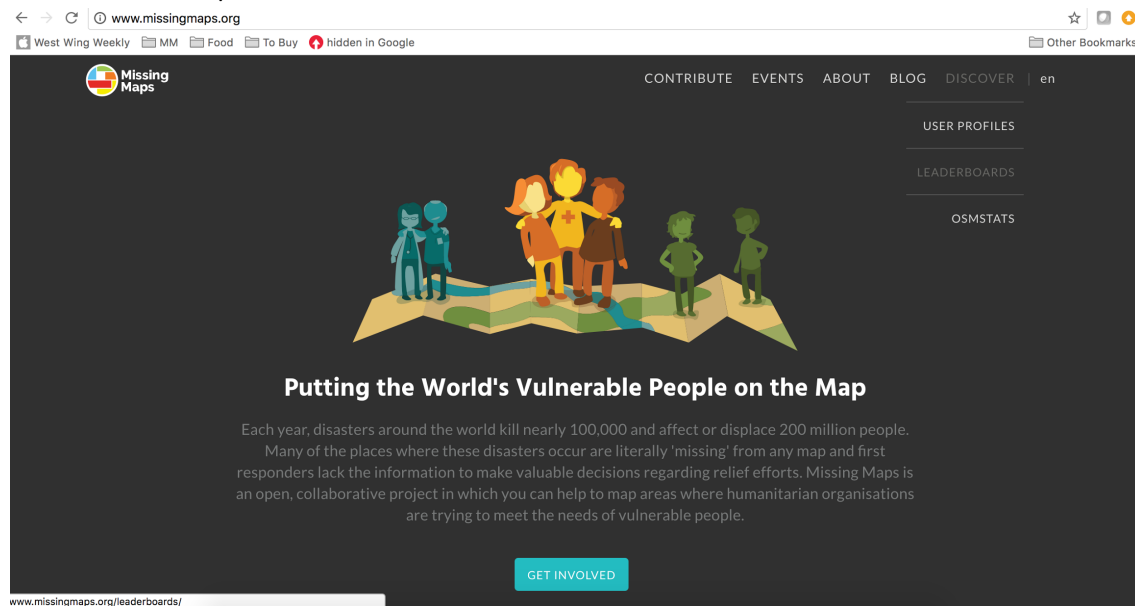 www.missingmaps.org
West Wing Weekly MM Food To Buy hidden in Google Other Bookmarks
Missing
Maps
CONTRIBUTE EVENTS ABOUT BLOG DISCOVER | en
USER PROFILES
LEADERBOARDS
OSMSTATS
Putting the World's Vulnerable People on the Map
Each year, disasters around the world kill nearly 100,000 and affect or displace 200 million people.
Many of the places where these disasters occur are literally 'missing' from any map and first
responders lack the information to make valuable decisions regarding relief efforts. Missing Maps is
an open, collaborative project in which you can help to map areas where humanitarian organisations
are trying to meet the needs of vulnerable people.
GET INVOLVED
www.missingmaps.org/leaderboards/